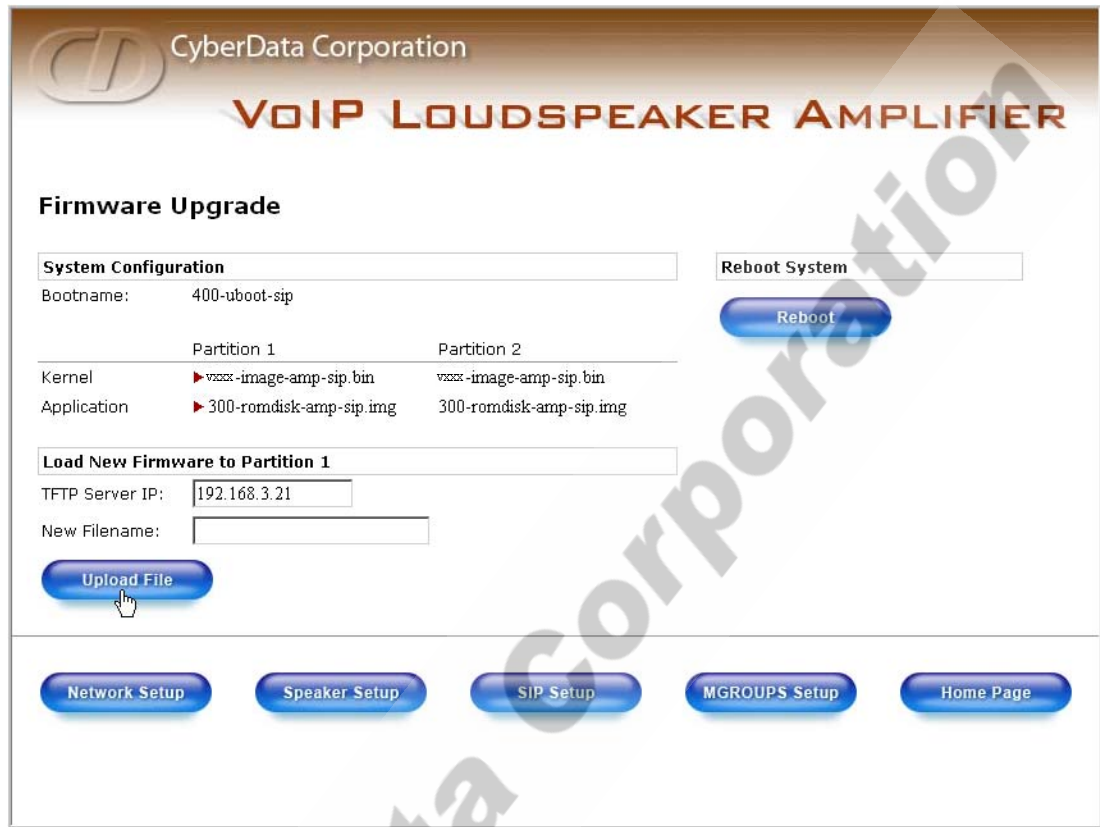 CD CyberData Corporation
VoIP Loudspeaker Amplifier
Firmware Upgrade
System Configuration
Reboot System
Bootname: 400-uboot-sip
Reboot
Partition 1 Partition 2
Kernel vxxx-image-amp-sip.bin vxxx-image-amp-sip.bin
Application 300-romdisk-amp-sip.img 300-romdisk-amp-sip.img
Load New Firmware to Partition 1
TFTP Server IP: 192.168.3.21
New Filename:
Upload File
Network Setup Speaker Setup SIP Setup MGROUPS Setup Home Page
ta Corporation